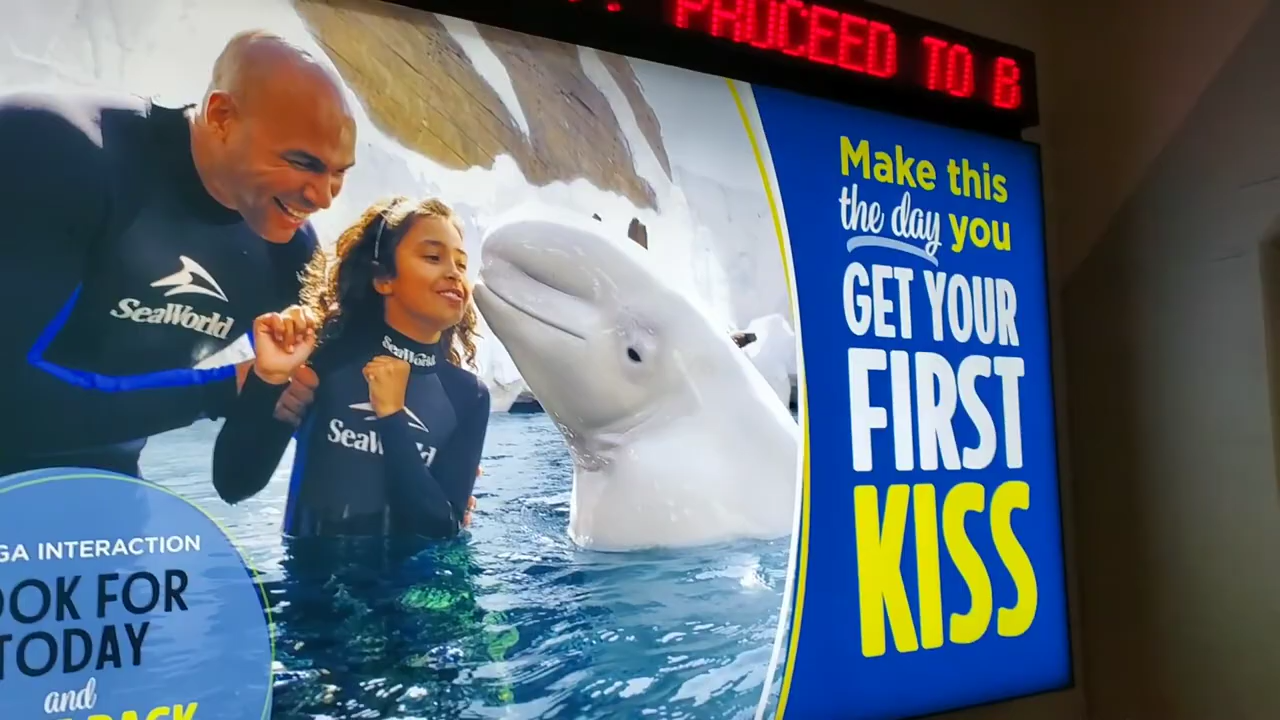 PROCEED TO B
Make this
the day you
GET YOUR
FIRST
KISS
SeaWorld
SeaWorld
SeaWorld
GA INTERACTION
OOK FOR
TODAY
and